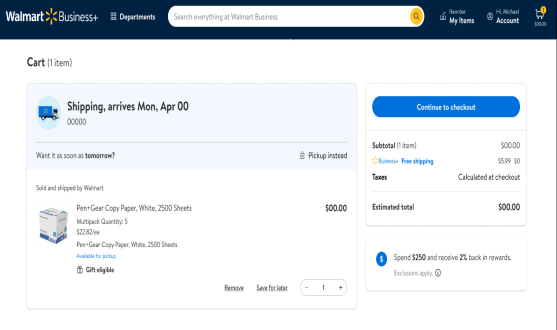 Walmart Business+
Departments
Search everything at Walmart Business
Reorder
My Items
Hi, Michael
Account
1
$00.00
Cart (1 item)
Shipping, arrives Mon, Apr 00
00000
Want it as soon as tomorrow?
Pickup instead
Sold and shipped by Walmart
Pen+Gear Copy Paper, White, 2500 Sheets
$00.00
Multipack Quantity: 5
$22.82/ea
Pen+Gear Copy Paper, White, 2500 Sheets
Available for pickup
Gift eligible
Remove
Save for later
− 1 +
Continue to checkout
Subtotal (1 item) $00.00
Business+ Free shipping $5.99 $0
Taxes Calculated at checkout
Estimated total $00.00
$ Spend $250 and receive 2% back in rewards.
Exclusions apply.